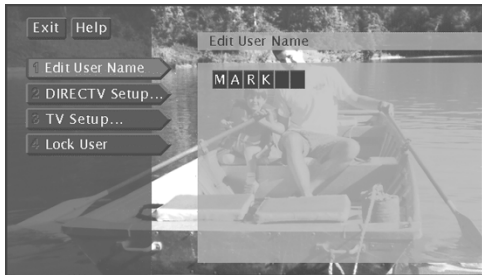 Exit Help
Edit User Name
1 Edit User Name
MARK
2 DIRECTV Setup...
3 TV Setup...
4 Lock User